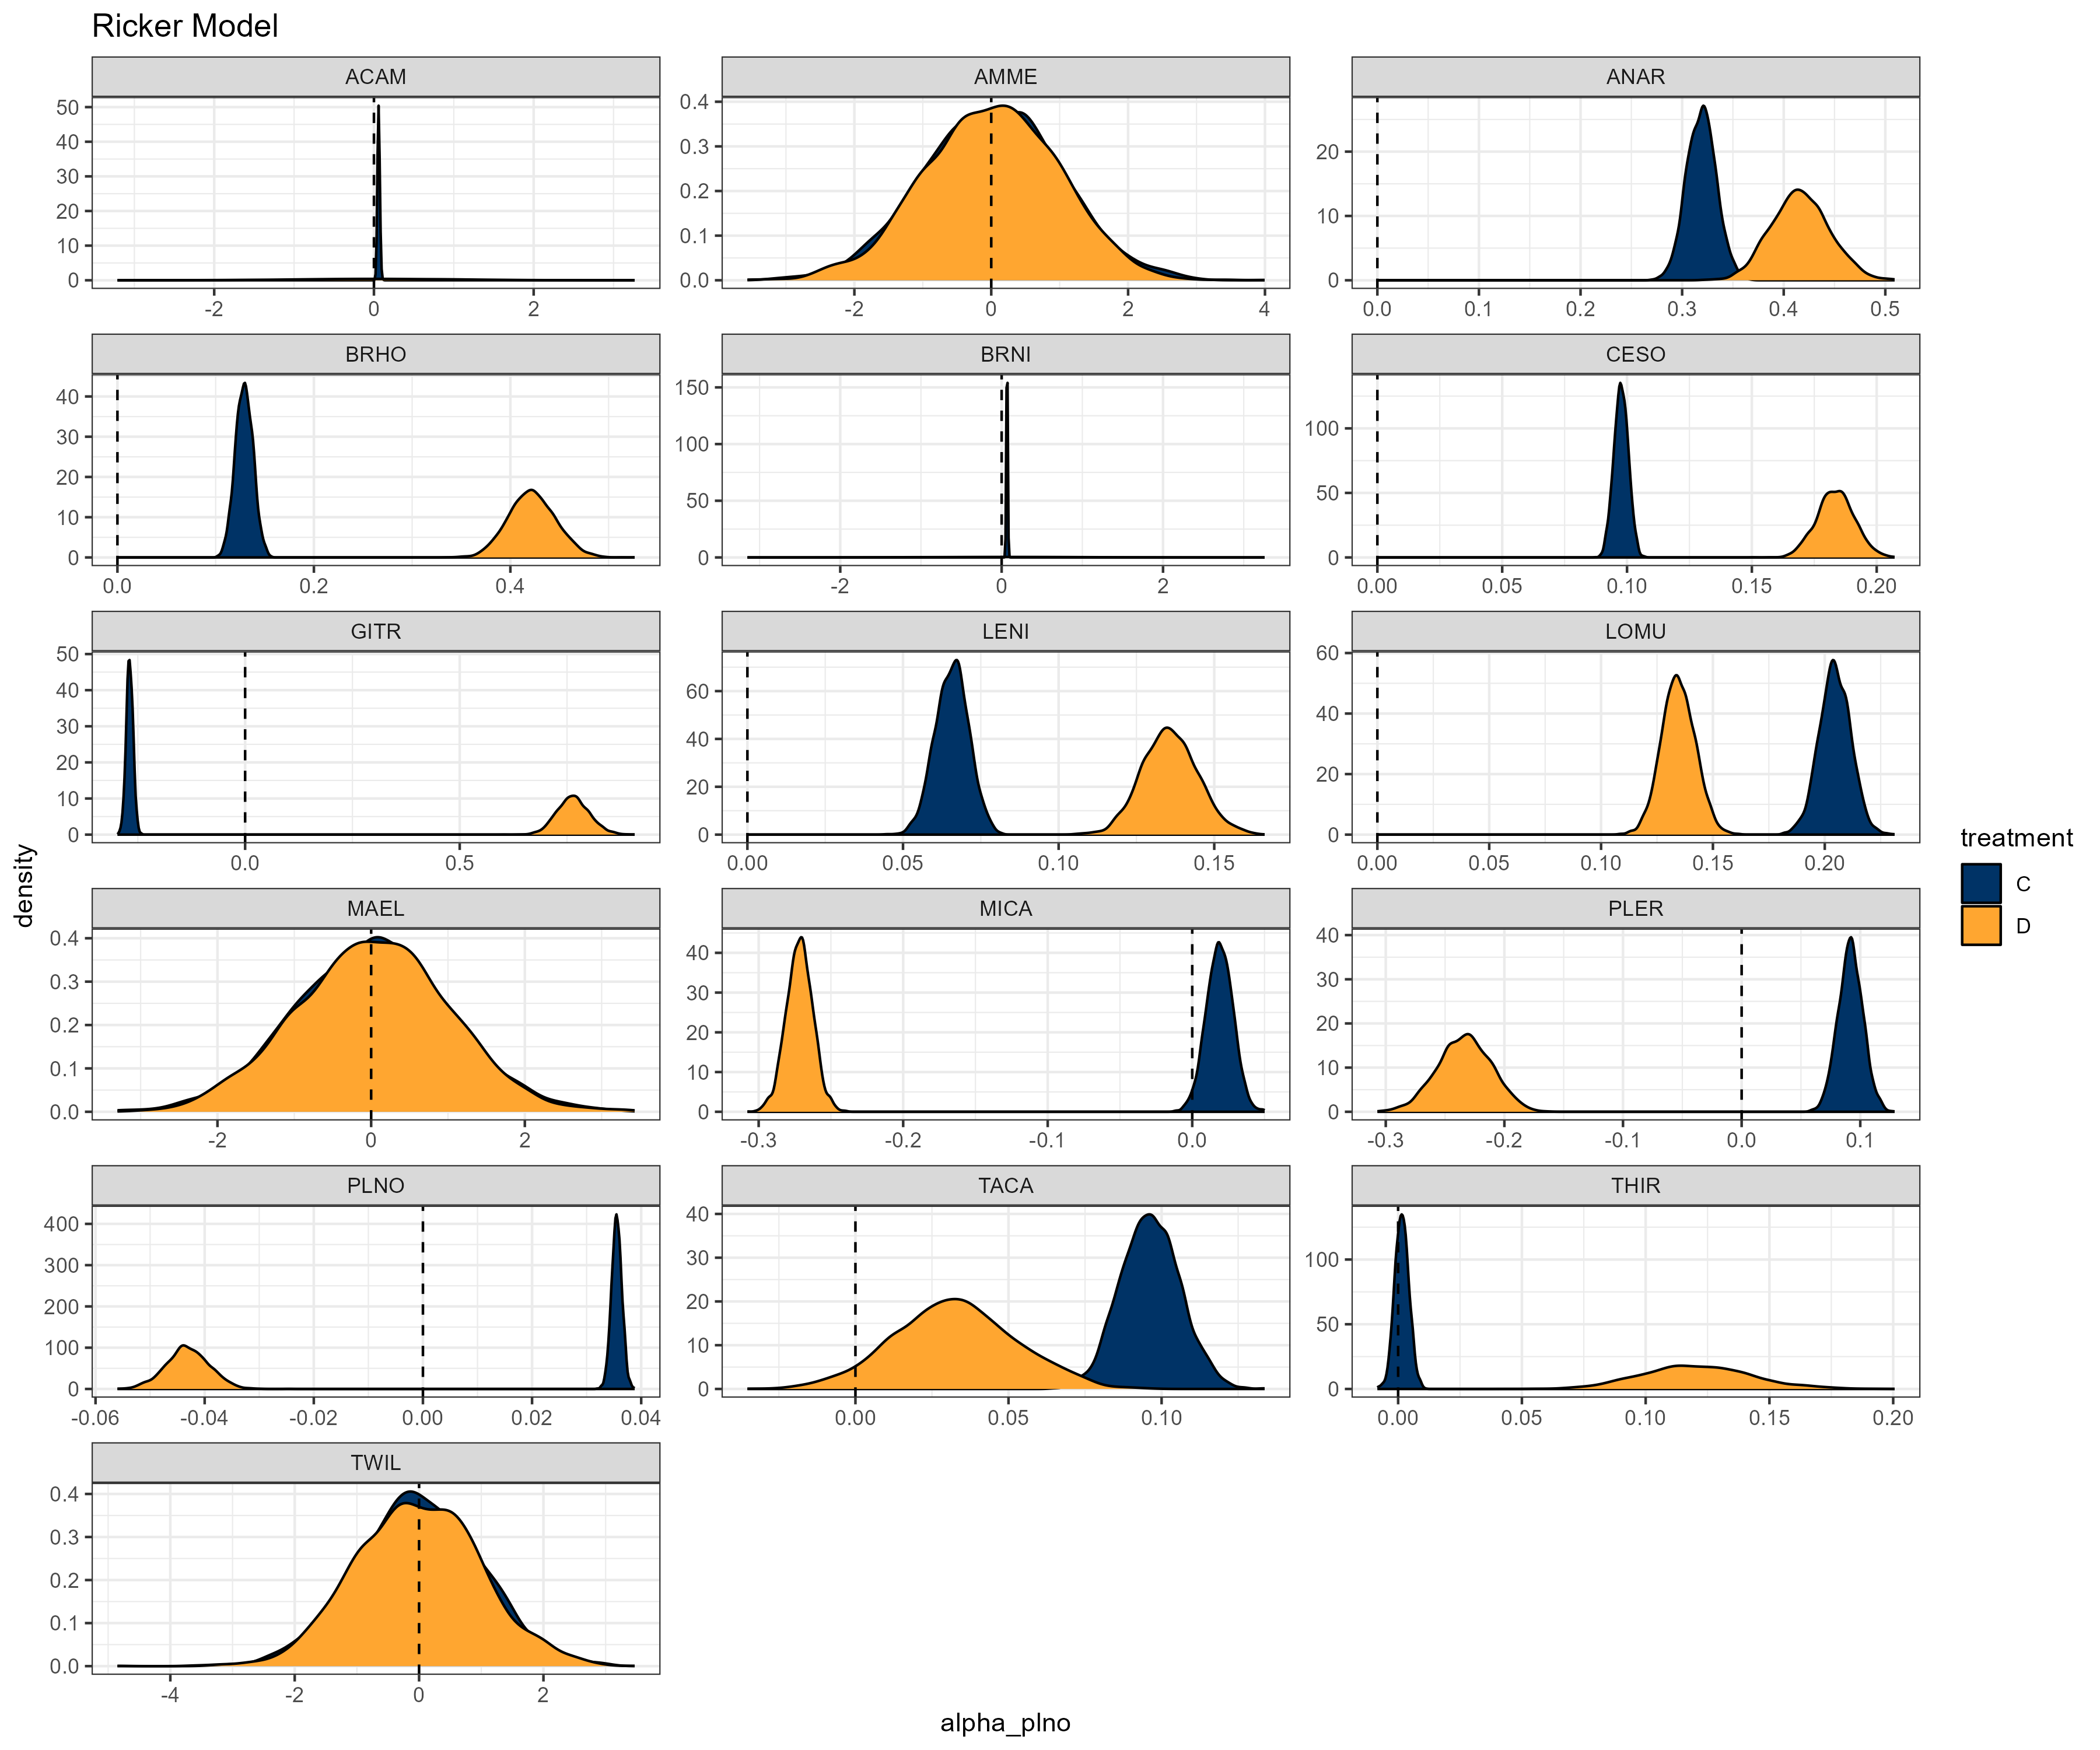 Ricker Model
ACAM AMME ANAR
50 40 30 20 10 0
-2 0 2
0.4 0.3 0.2 0.1 0.0
-2 0 2 4
20 10 0
0.0 0.1 0.2 0.3 0.4 0.5
BRHO BRNI CESO
40 30 20 10 0
0.0 0.2 0.4
150 100 50 0
-2 0 2
100 50 0
0.00 0.05 0.10 0.15 0.20
GITR LENI LOMU
50 40 30 20 10 0
0.0 0.5
60 40 20 0
0.00 0.05 0.10 0.15
60 40 20 0
0.00 0.05 0.10 0.15 0.20
MAEL MICA PLER
0.4 0.3 0.2 0.1 0.0
-2 0 2
40 30 20 10 0
-0.3 -0.2 -0.1 0.0
40 30 20 10 0
-0.3 -0.2 -0.1 0.0 0.1
PLNO TACA THIR
400 300 200 100 0
-0.06 -0.04 -0.02 0.00 0.02 0.04
40 30 20 10 0
0.00 0.05 0.10
100 50 0
0.00 0.05 0.10 0.15 0.20
TWIL
0.4 0.3 0.2 0.1 0.0
-4 -2 0 2
density
alpha_plno
treatment
C
D